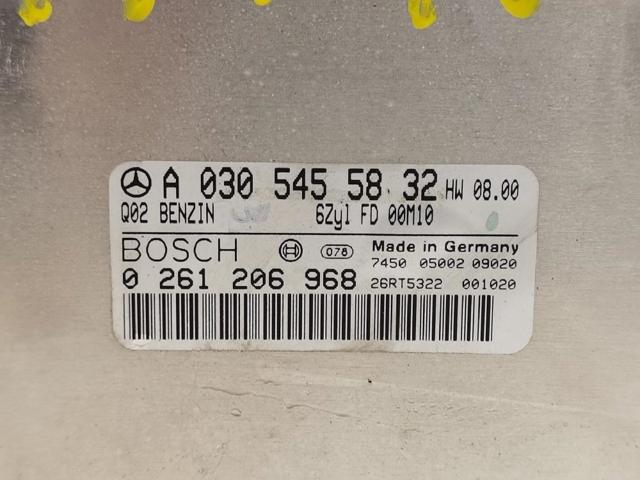 A 030 545 58 32 HW 08.00
Q02 BENZIN 6Zyl FD 00M10
BOSCH 078 Made in Germany
7450 05002 09020
0 261 206 968 26RT5322 001020